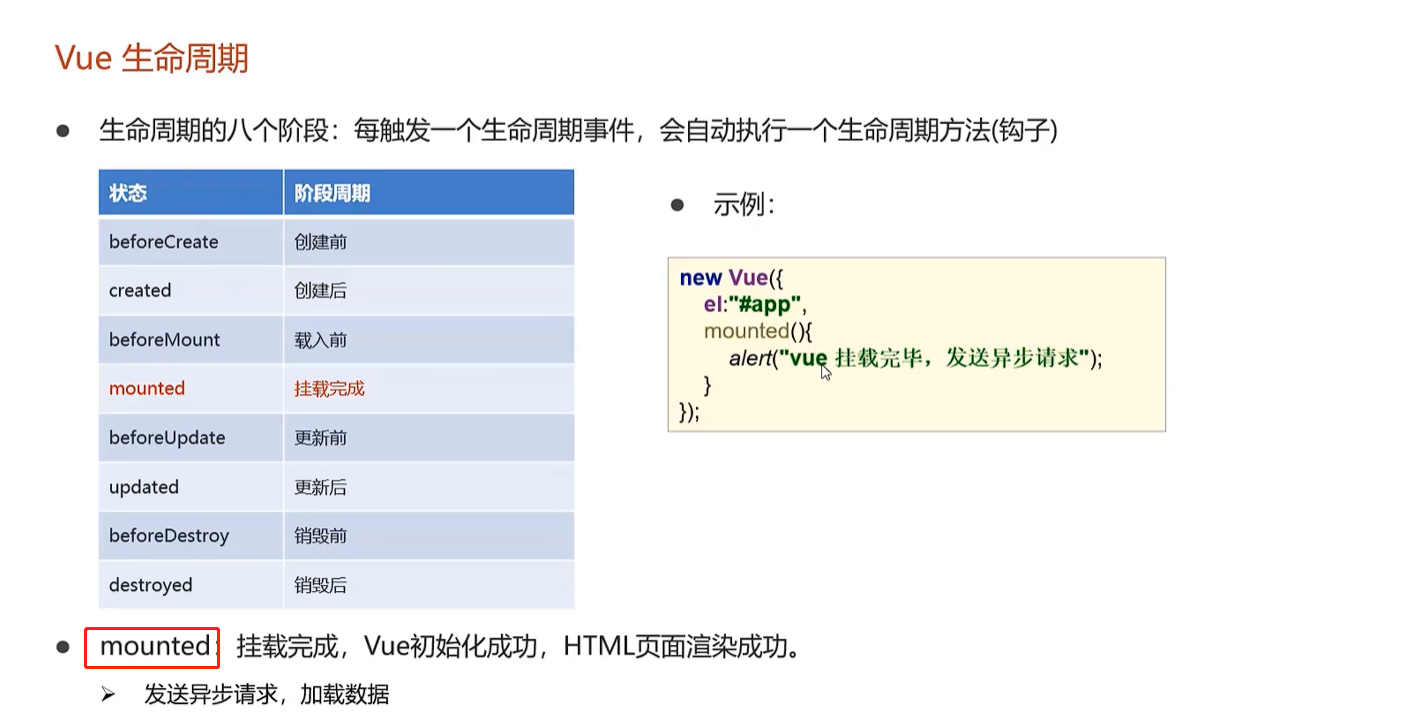 Vue 生命周期
● 生命周期的八个阶段：每触发一个生命周期事件，会自动执行一个生命周期方法(钩子)
状态 阶段周期
beforeCreate 创建前
created 创建后
beforeMount 载入前
mounted 挂载完成
beforeUpdate 更新前
updated 更新后
beforeDestroy 销毁前
destroyed 销毁后
● 示例：
new Vue({
el:"#app",
mounted(){
alert("vue 挂载完毕，发送异步请求");
}
});
● mounted：挂载完成，Vue初始化成功，HTML页面渲染成功。
➢ 发送异步请求，加载数据